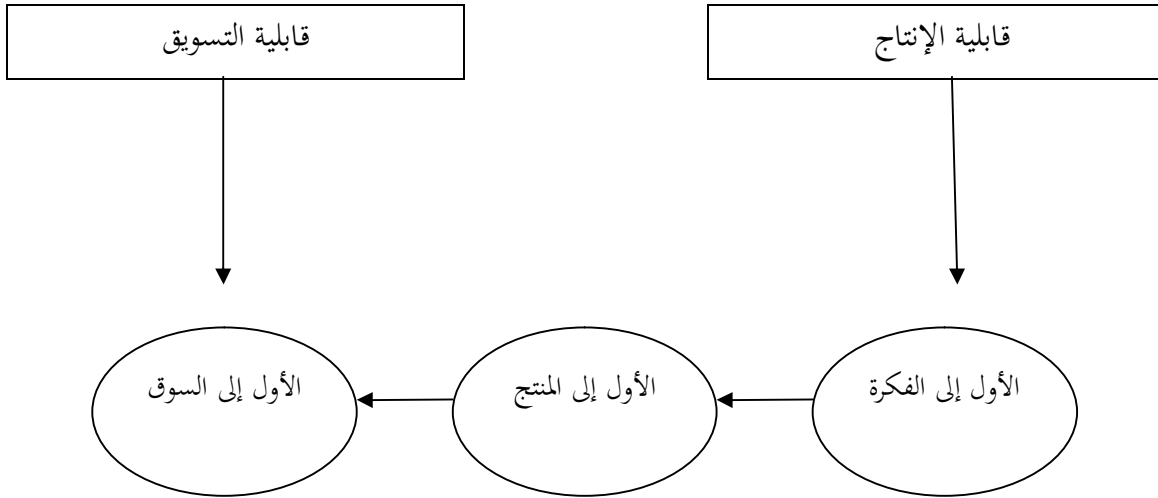 قابلية الإنتاج
قابلية التسويق
الأول إلى الفكرة
الأول إلى المنتج
الأول إلى السوق